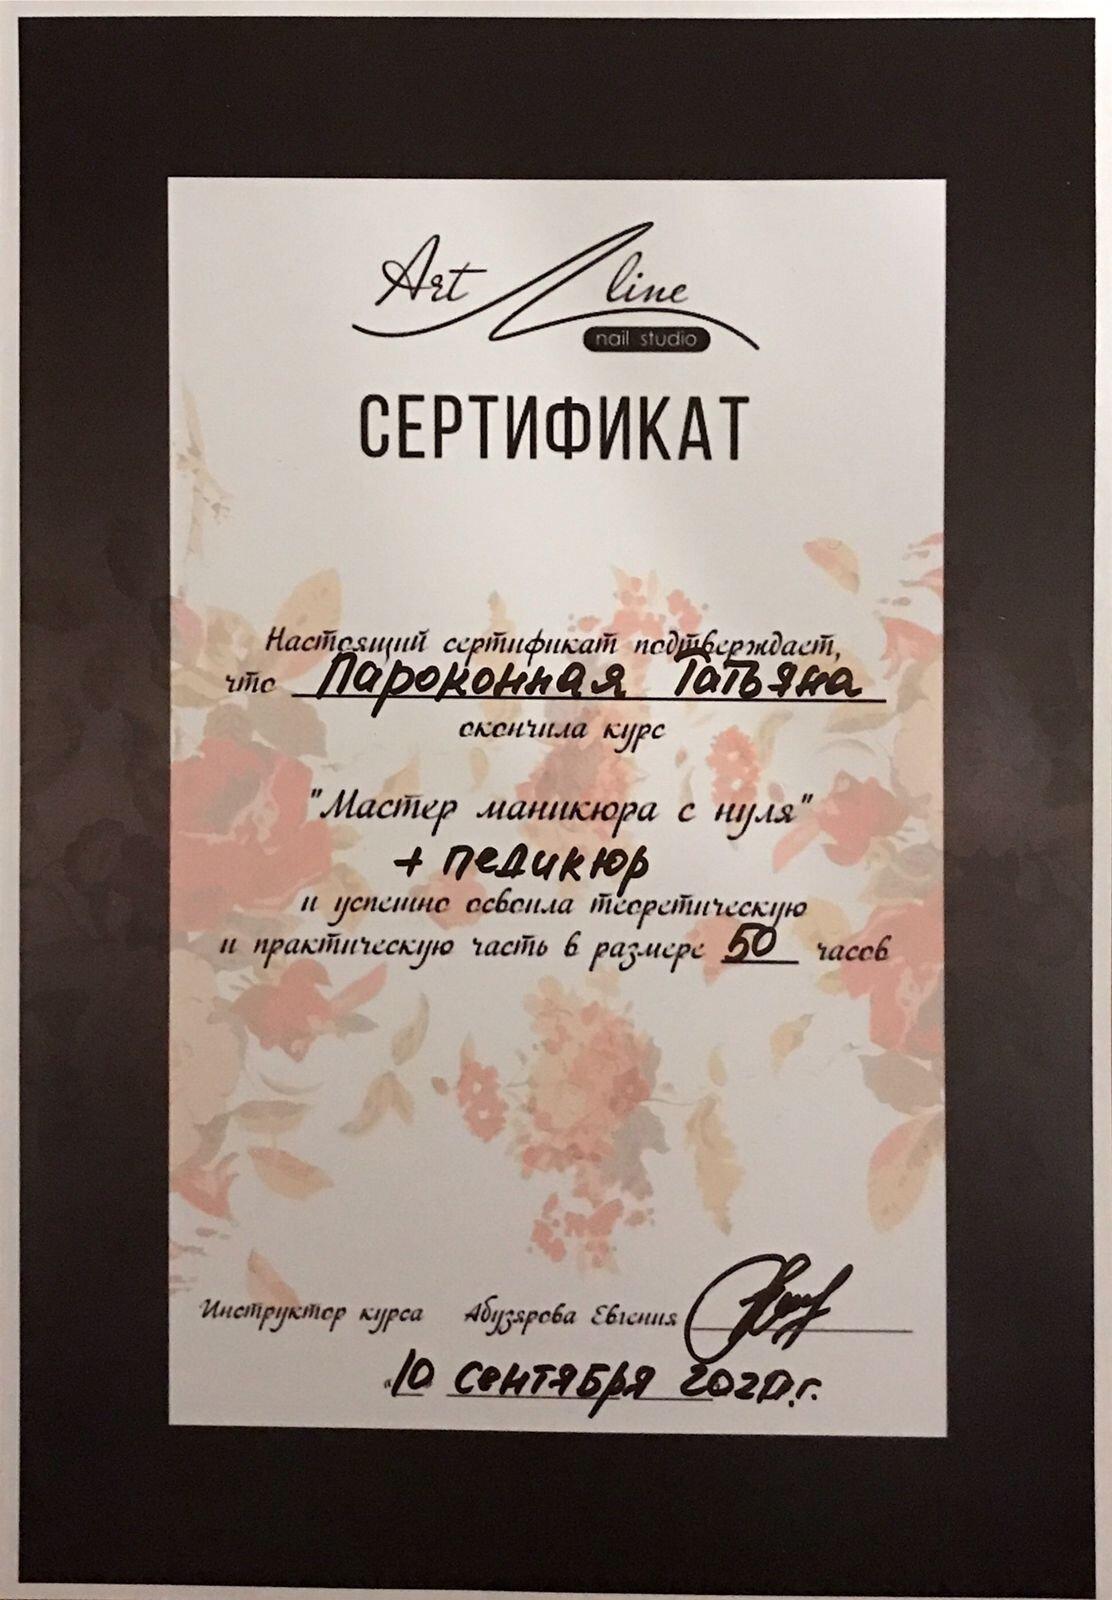 Art line
nail studio
СЕРТИФИКАТ
Настоящий сертификат подтверждает,
что Пароконная Татьяна
окончила курс
"Мастер маникюра с нуля"
+ педикюр
и успешно освоила теоретическую
и практическую часть в размере 50 часов
Инструктор курса Абузярова Евгения
"10 сентября 2020г.